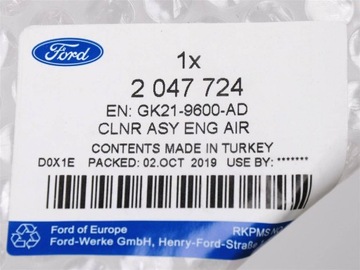 Ford
1x
2 047 724
EN: GK21-9600-AD
CLNR ASY ENG AIR
CONTENTS MADE IN TURKEY
D0X1E PACKED: 02.OCT 2019 USE BY: *******
Ford of Europe
Ford-Werke GmbH, Henry-Ford-Straße